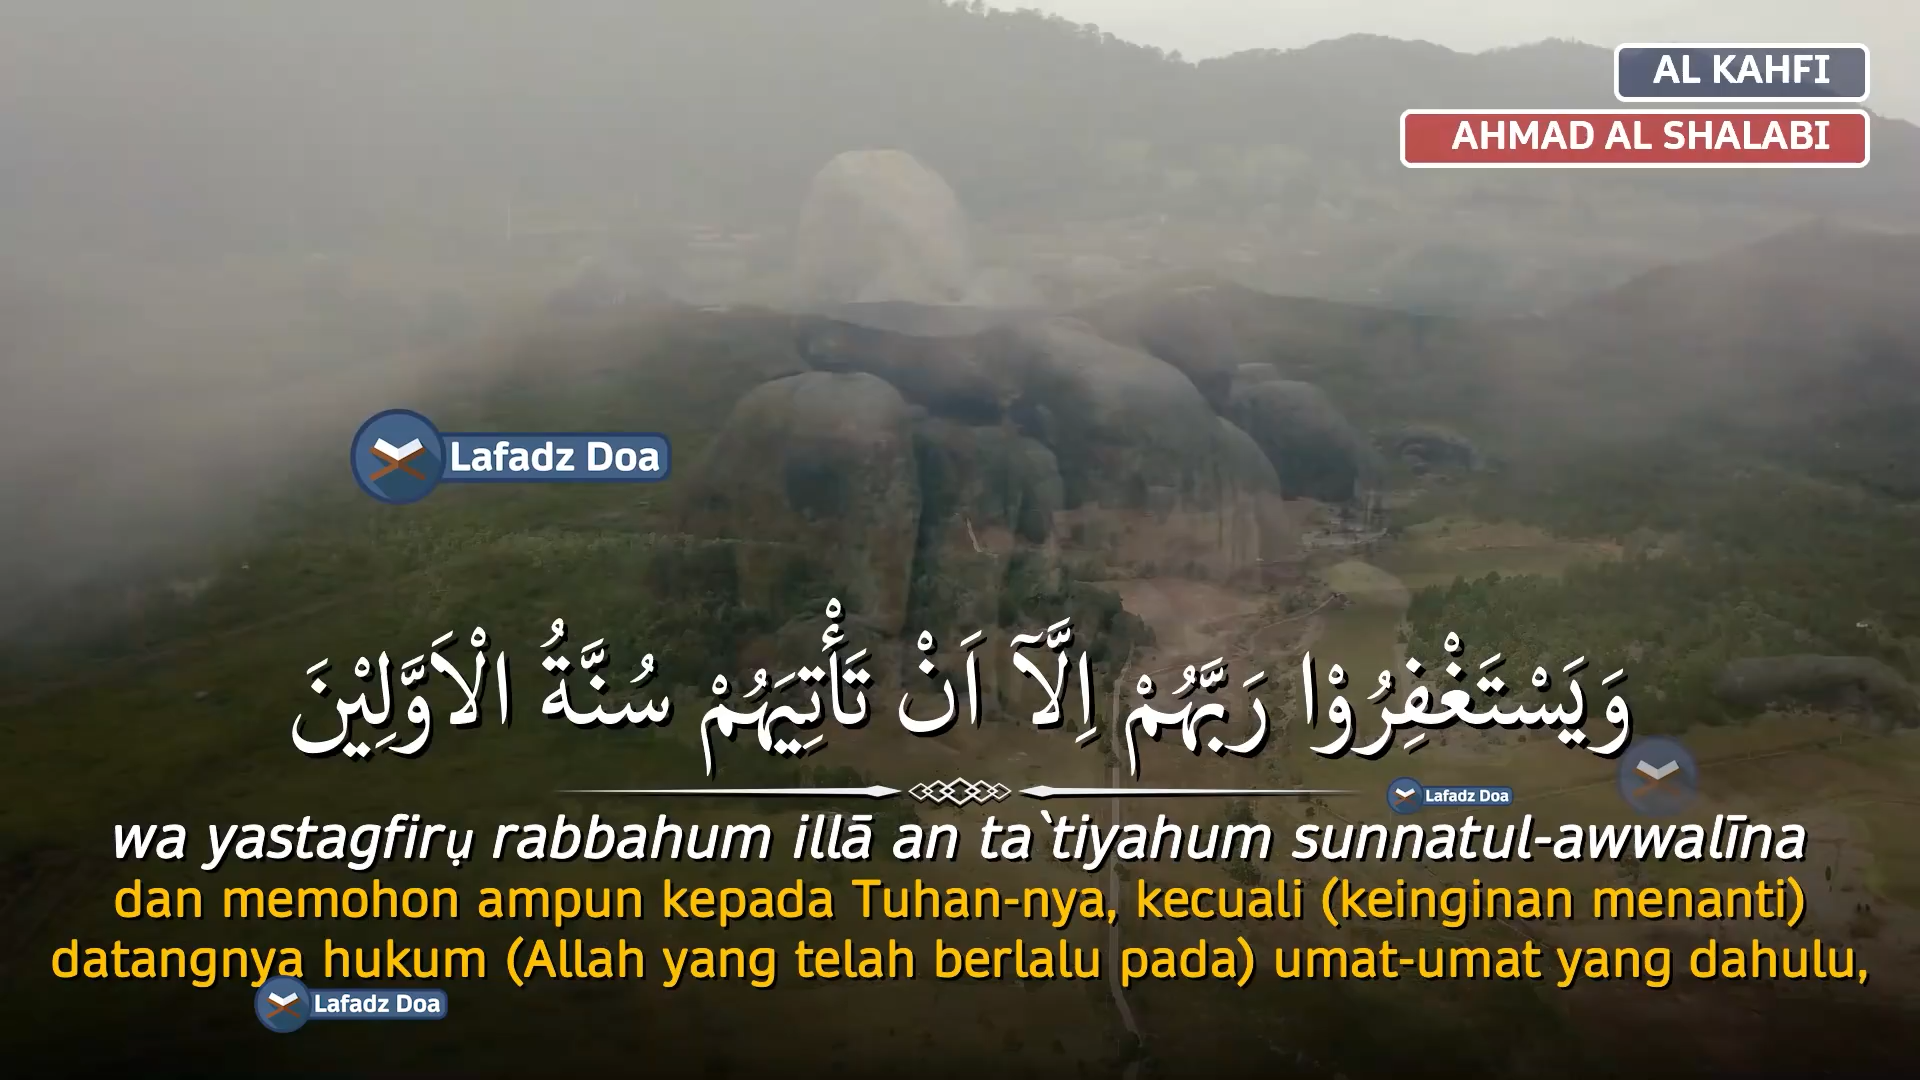 AL KAHFI
AHMAD AL SHALABI
Lafadz Doa
وَيَسْتَغْفِرُوْا رَبَّهُمْ اِلَّآ اَنْ تَأْتِيَهُمْ سُنَّةُ الْاَوَّلِيْنَ
Lafadz Doa
wa yastagfirụ rabbahum illā an ta`tiyahum sunnatul-awwalīna
dan memohon ampun kepada Tuhan-nya, kecuali (keinginan menanti)
datangnya hukum (Allah yang telah berlalu pada) umat-umat yang dahulu,
Lafadz Doa